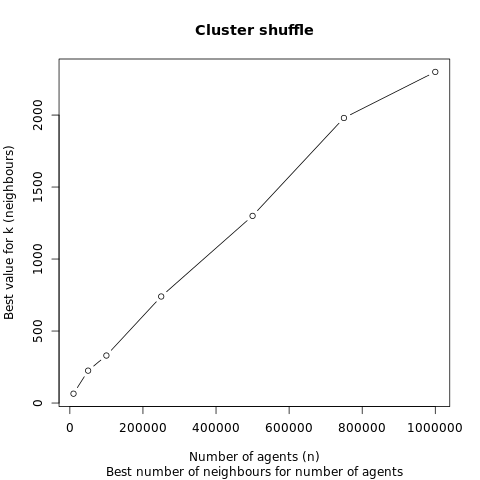 Cluster shuffle
Best value for k (neighbours)
2000
1500
1000
500
0
0 200000 400000 600000 800000 1000000
Number of agents (n)
Best number of neighbours for number of agents